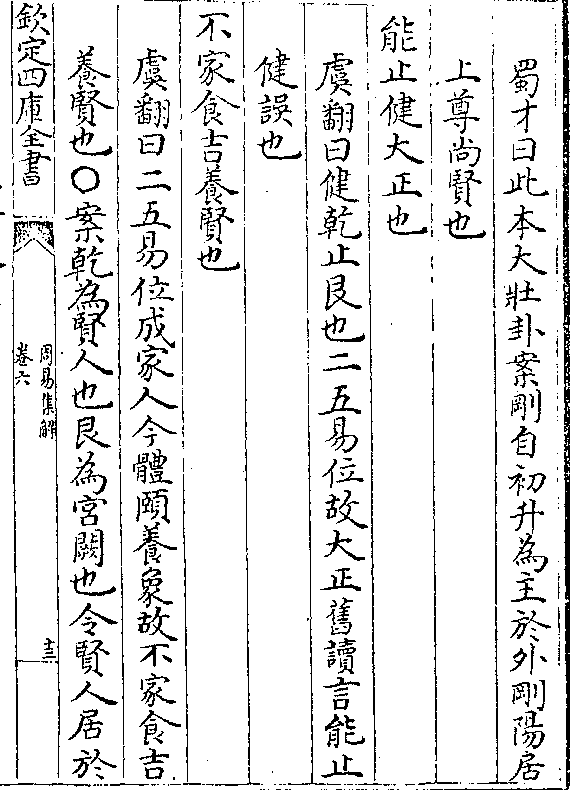 蜀才曰此本大壯卦案剛自初升為主於外剛陽居
上尊尚賢也
能止健大正也
虞翻曰健乾止艮也二五易位故大正舊讀言能止
健誤也
不家食吉養賢也
虞翻曰二五易位成家人今體頤養象故不家食吉
養賢也○案乾為賢人也艮為宮闕也令賢人居於
欽定四庫全書
周易集解
卷六
十三